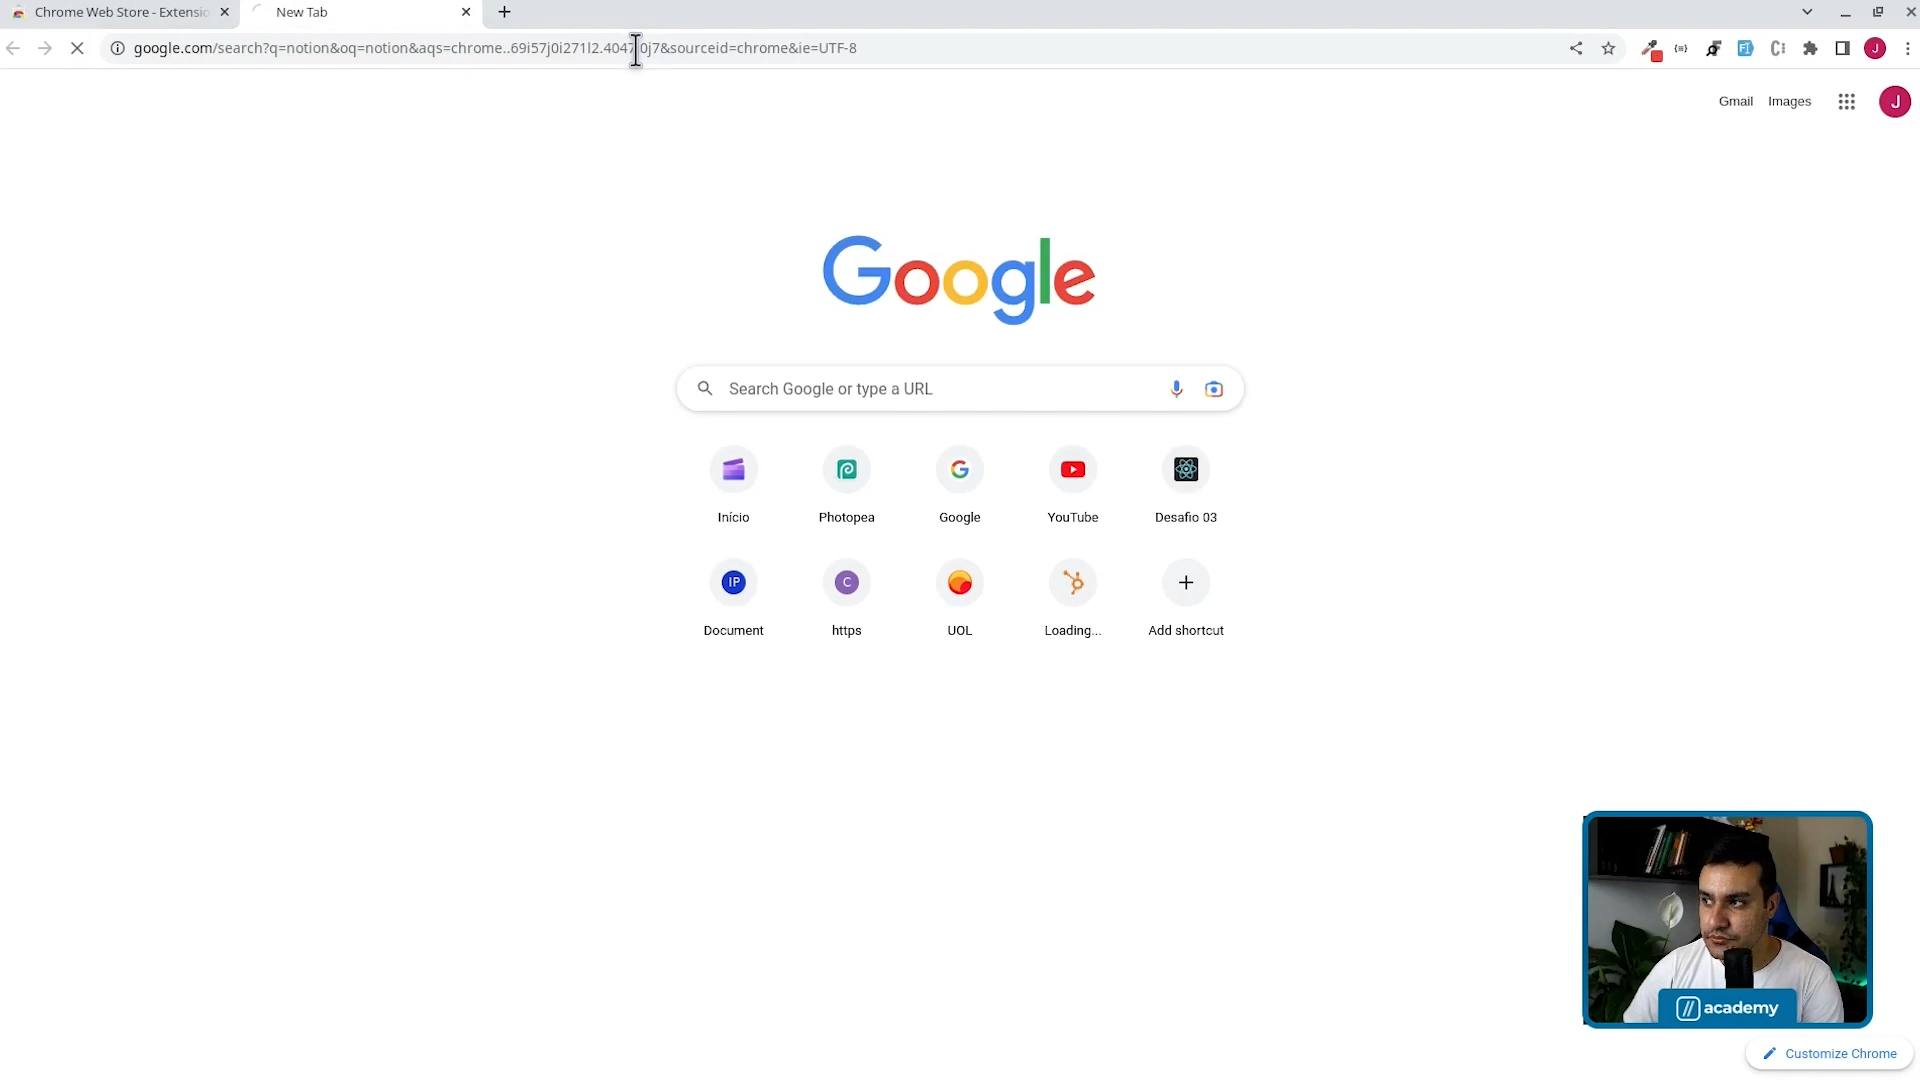 Chrome Web Store - Extensio
New Tab
google.com/search?q=notion&oq=notion&aqs=chrome..69i57j0i271l2.4047j0j7&sourceid=chrome&ie=UTF-8
J
Gmail
Images
J
Google
Search Google or type a URL
Início
Photopea
Google
YouTube
Desafio 03
IP
C
Document
https
UOL
Loading...
Add shortcut
// academy
Customize Chrome